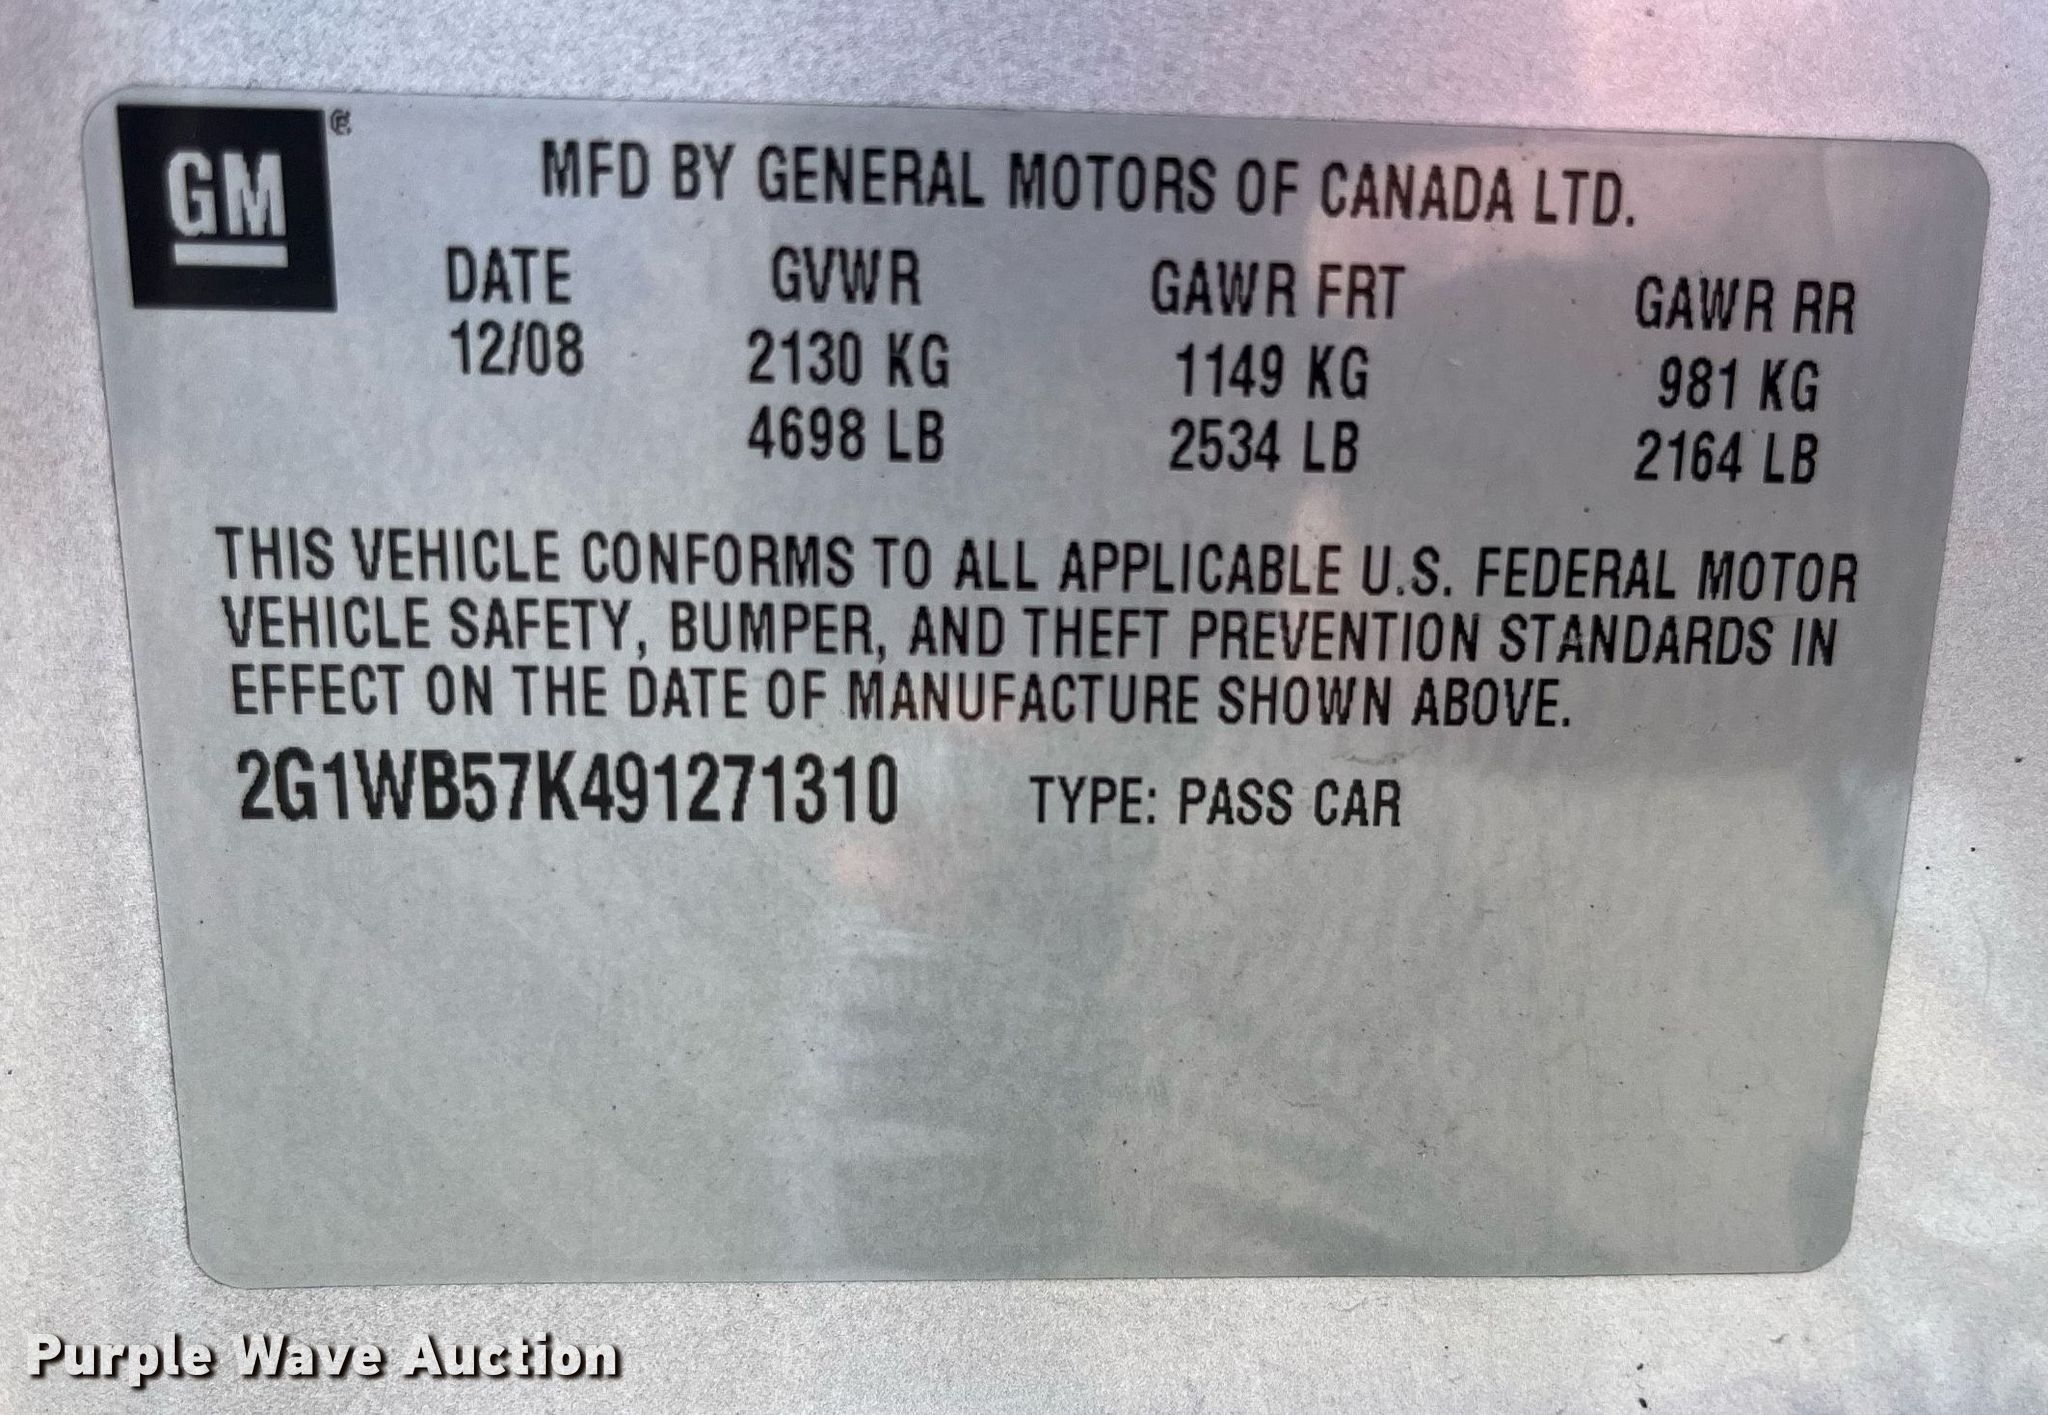 GM
MFD BY GENERAL MOTORS OF CANADA LTD.
DATE GVWR GAWR FRT GAWR RR
12/08 2130 KG 1149 KG 981 KG
4698 LB 2534 LB 2164 LB
THIS VEHICLE CONFORMS TO ALL APPLICABLE U.S. FEDERAL MOTOR
VEHICLE SAFETY, BUMPER, AND THEFT PREVENTION STANDARDS IN
EFFECT ON THE DATE OF MANUFACTURE SHOWN ABOVE.
2G1WB57K491271310 TYPE: PASS CAR
Purple Wave Auction